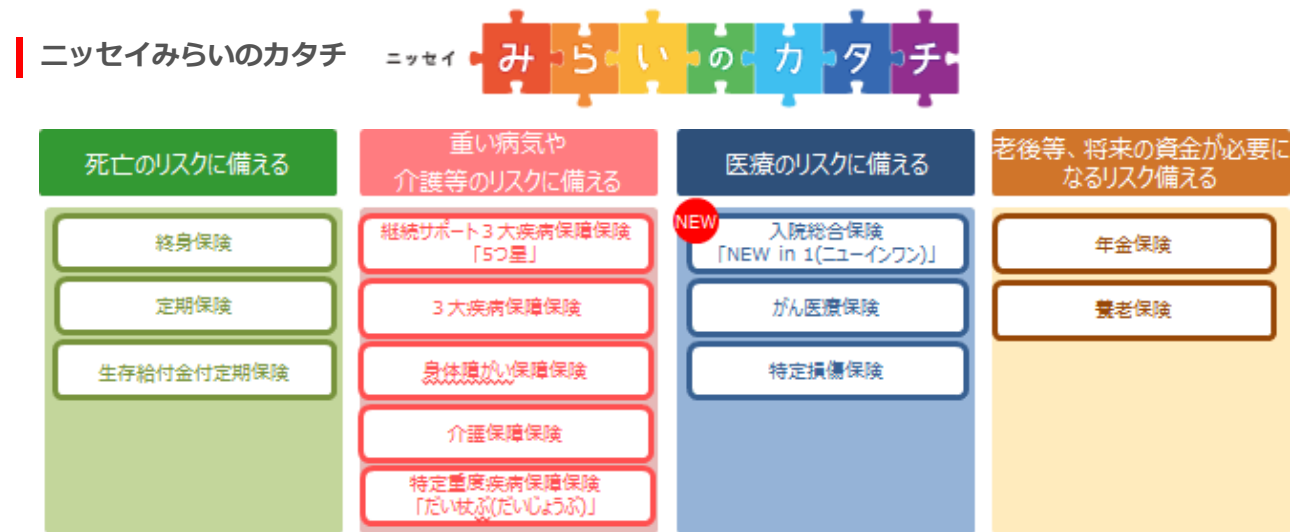 ニッセイみらいのカタチ
ニッセイ みらいのカタチ
死亡のリスクに備える
終身保険
定期保険
生存給付金付定期保険
重い病気や
介護等のリスクに備える
継続サポート3大疾病保障保険
「5つ星」
3大疾病保障保険
身体障がい保障保険
介護保障保険
特定重度疾病保障保険
「だい杖ぶ(だいじょうぶ)」
医療のリスクに備える
NEW
入院総合保険
「NEW in 1(ニューインワン)」
がん医療保険
特定損傷保険
老後等、将来の資金が必要に
なるリスク備える
年金保険
養老保険